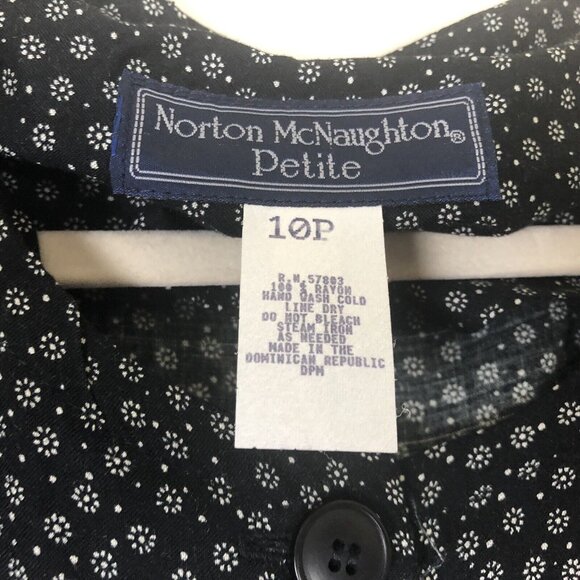 Norton McNaughton®
Petite
10P
R.N. 57803
100 % RAYON
HAND WASH COLD
LINE DRY
DO NOT BLEACH
STEAM IRON
AS NEEDED
MADE IN THE
DOMINICAN REPUBLIC
DPM